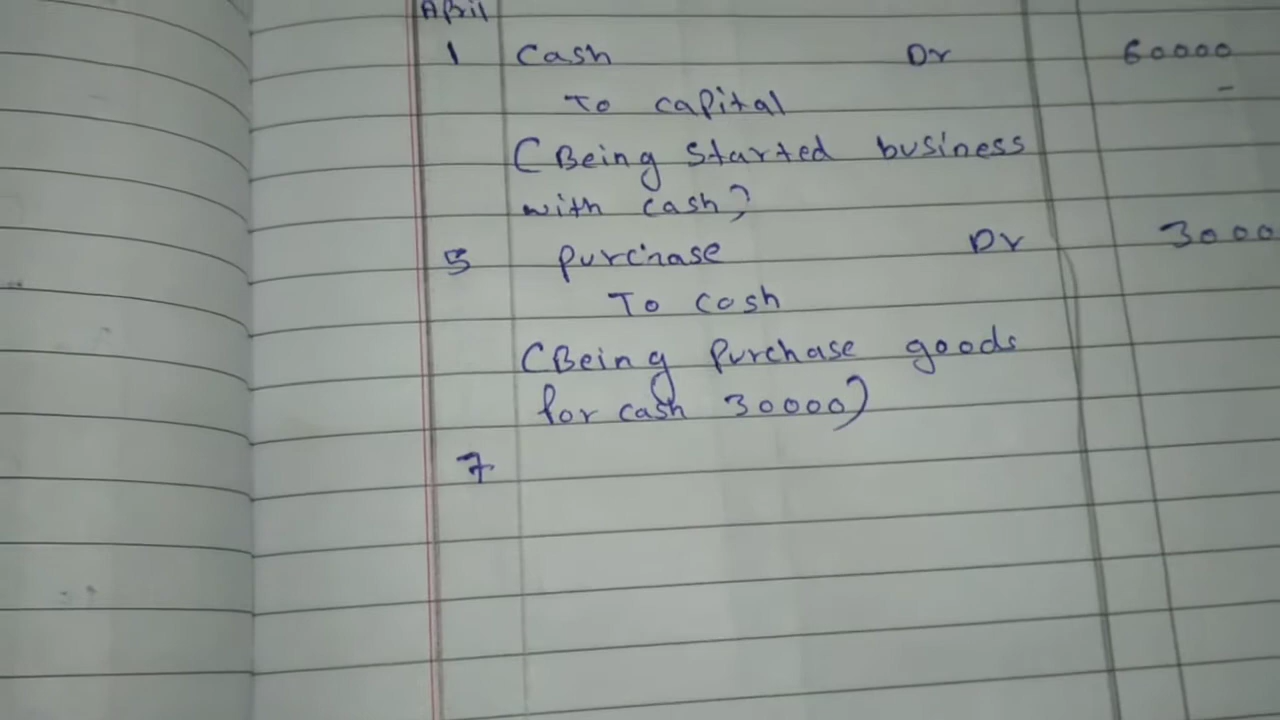 April
1 Cash Dr 60000
To capital -
(Being started business
with cash)
5 purchase Dr 3000
To cash
(Being purchase goods
for cash 30000)
7